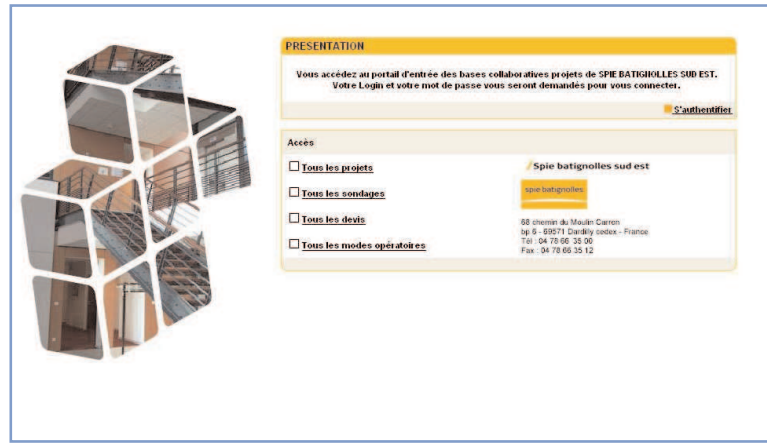 PRESENTATION
Vous accédez au portail d'entrée des bases collaboratives projets de SPIE BATIGNOLLES SUD EST.
Votre Login et votre mot de passe vous seront demandés pour vous connecter.
S'authentifier
Accès
Tous les projets
Tous les sondages
Tous les devis
Tous les modes opératoires
Spie batignolles sud est
spie batignolles
68 chemin du Moulin Carron
bp 6 - 69571 Dardilly cedex - France
Tél : 04 78 66 35 00
Fax : 04 78 66 35 12